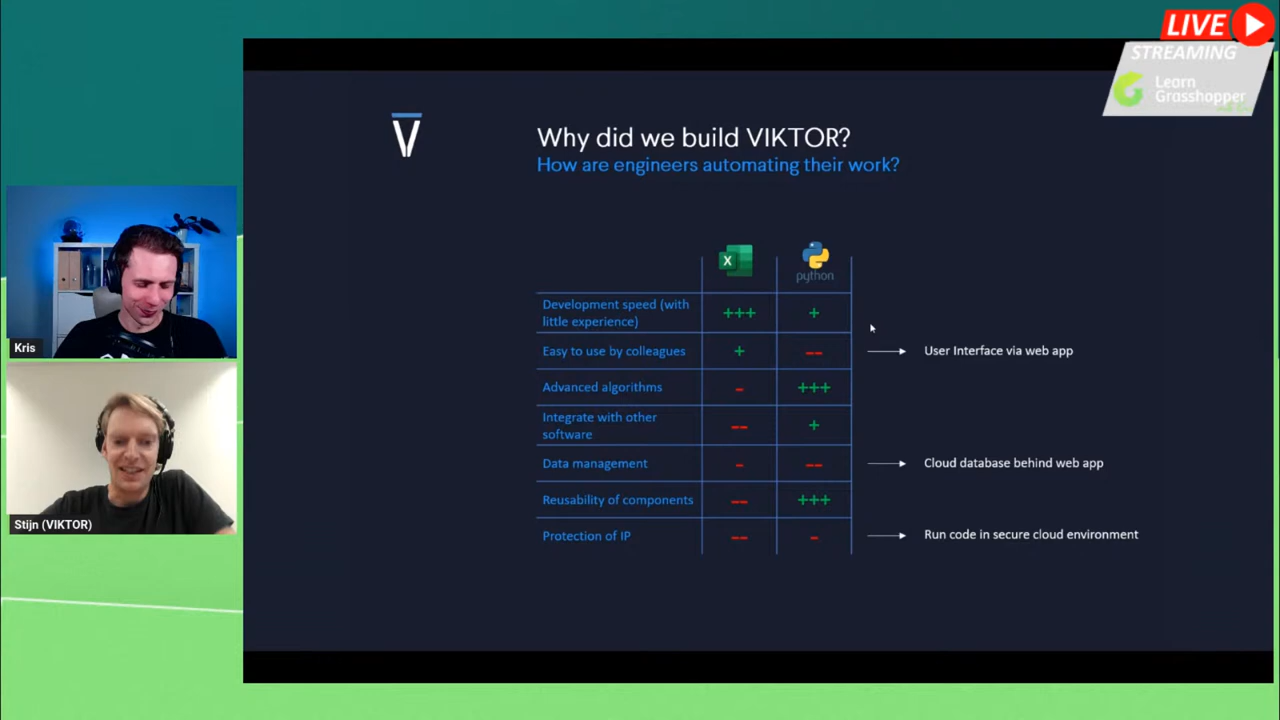 LIVE
STREAMING
Learn
Grasshopper
Why did we build VIKTOR?
How are engineers automating their work?
X
python
Development speed (with
little experience)
+++
+
Easy to use by colleagues
+
--
User Interface via web app
Advanced algorithms
-
+++
Integrate with other
software
--
+
Data management
-
--
Cloud database behind web app
Reusability of components
--
+++
Protection of IP
--
-
Run code in secure cloud environment
Kris
Stijn (VIKTOR)